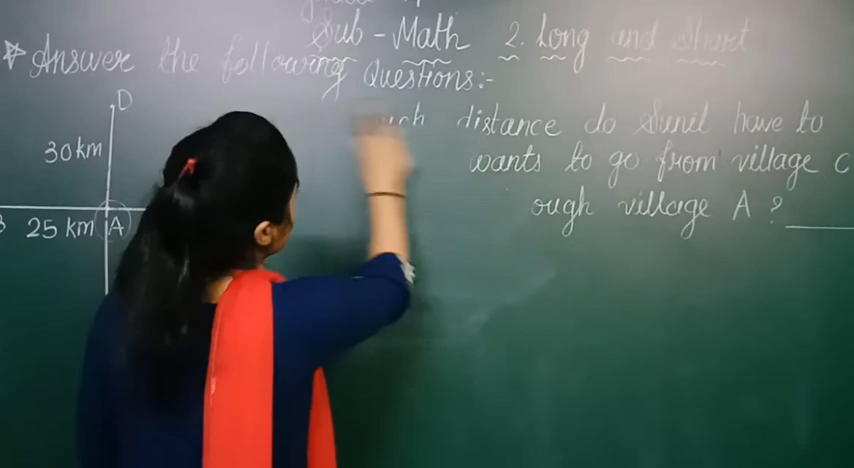 Sub - Math 2. Long and Short
Answer the following Questions:-
D
30 km
distance do Sunil have to
wants to go from village C
ough village A ?
25 km A